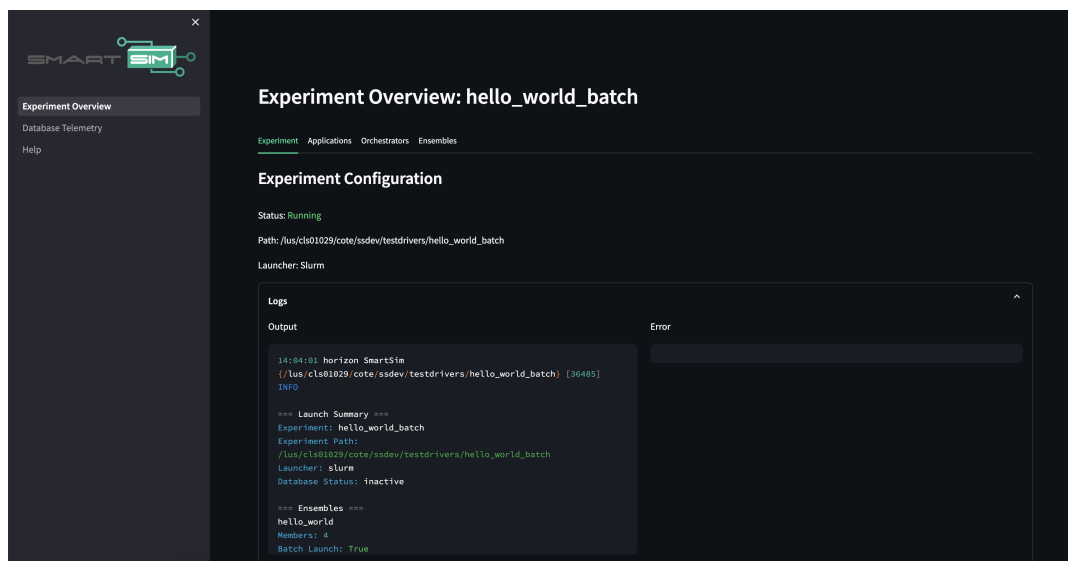 ×
SMART SIM
Experiment Overview
Database Telemetry
Help
Experiment Overview: hello_world_batch
Experiment Applications Orchestrators Ensembles
Experiment Configuration
Status: Running
Path: /lus/cls01029/cote/ssdev/testdrivers/hello_world_batch
Launcher: Slurm
Logs
Output
14:04:01 horizon SmartSim
{/lus/cls01029/cote/ssdev/testdrivers/hello_world_batch} [36485]
INFO
=== Launch Summary ===
Experiment: hello_world_batch
Experiment Path:
/lus/cls01029/cote/ssdev/testdrivers/hello_world_batch
Launcher: slurm
Database Status: inactive
=== Ensembles ===
hello_world
Members: 4
Batch Launch: True
Error